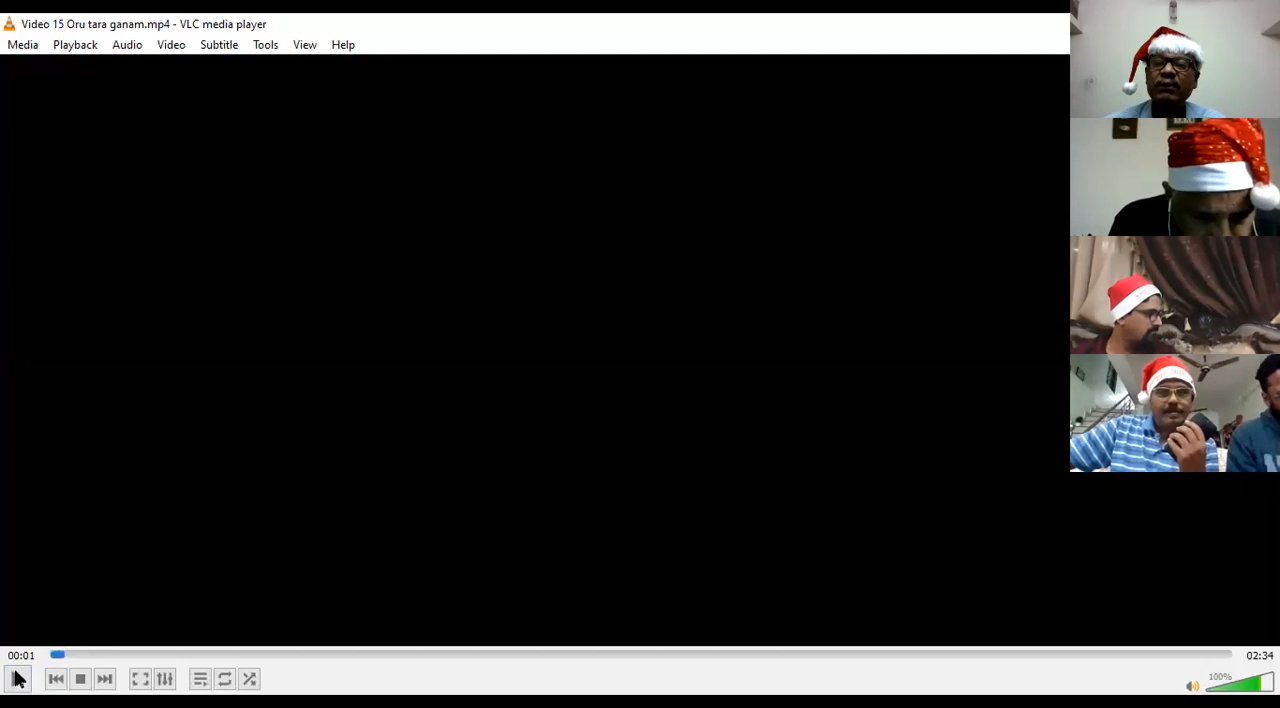 Video 15 Oru tara ganam.mp4 - VLC media player
Media Playback Audio Video Subtitle Tools View Help
00:01
02:34
100%